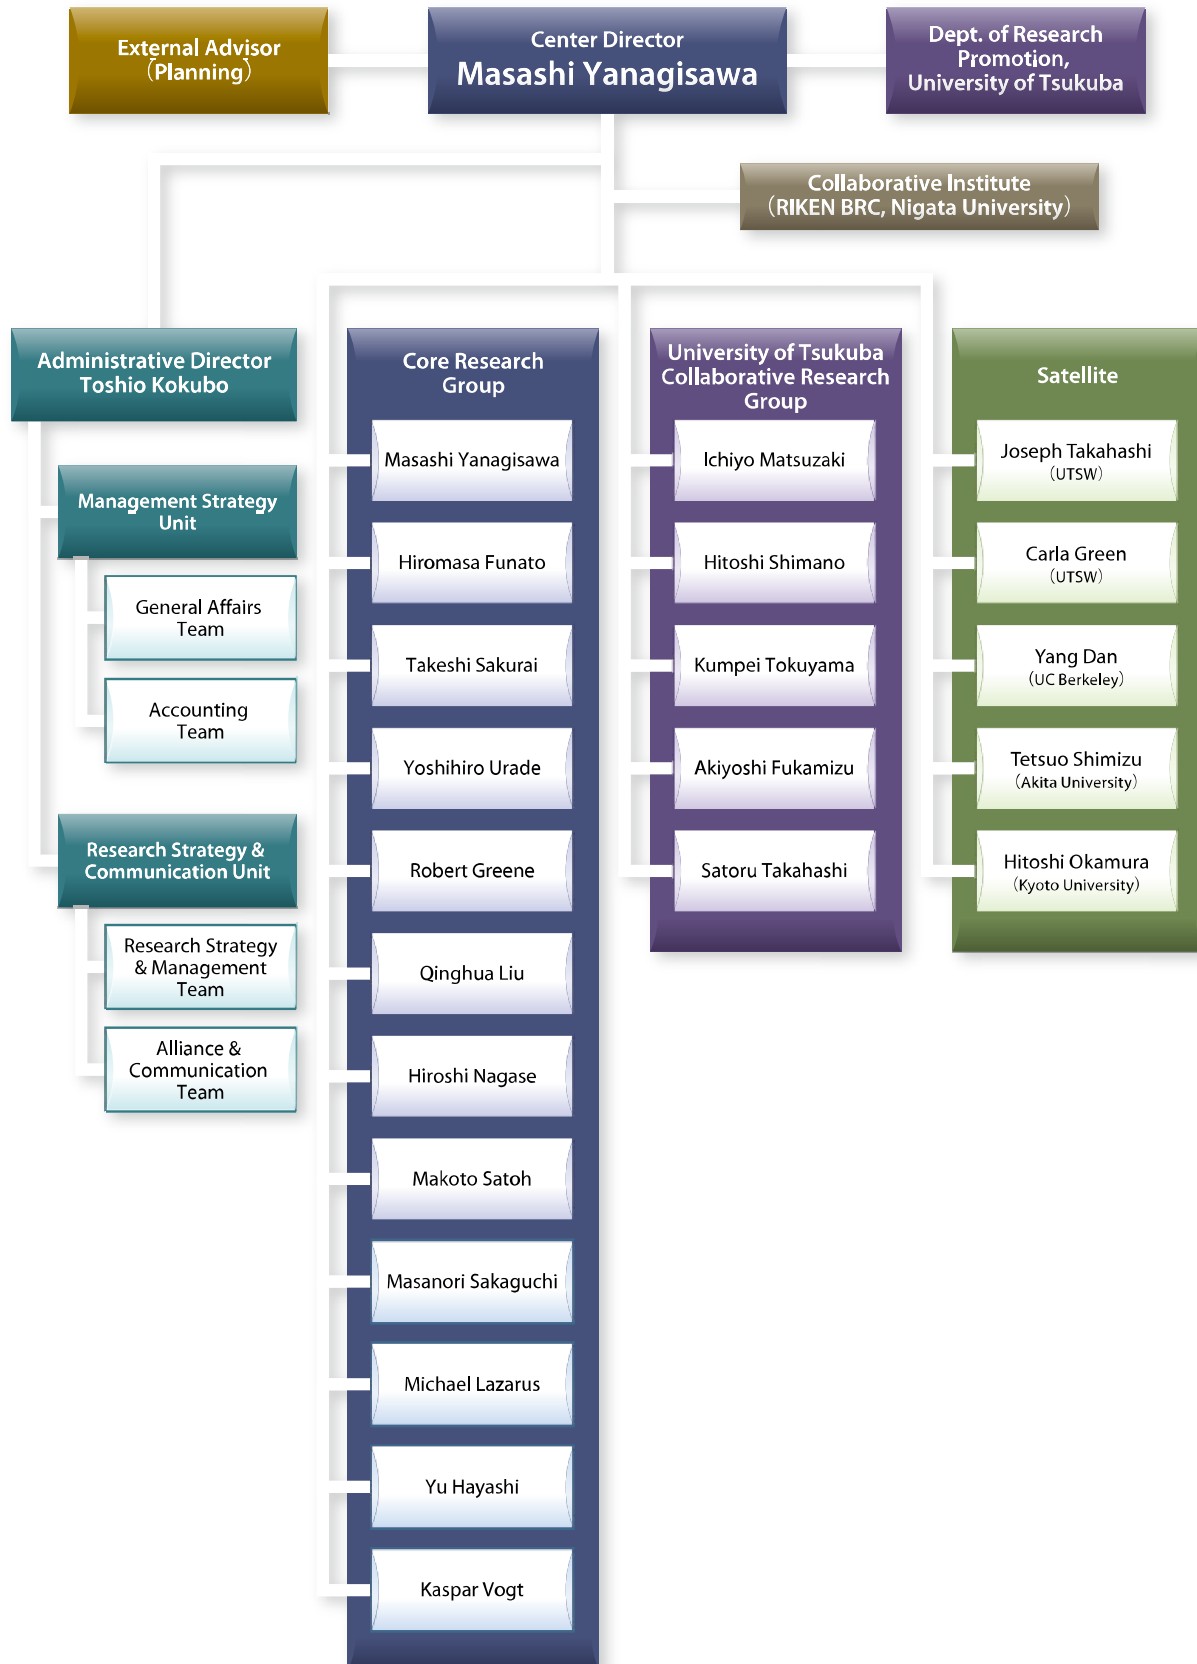 External Advisor
(Planning)
Center Director
Masashi Yanagisawa
Dept. of Research
Promotion,
University of Tsukuba
Collaborative Institute
(RIKEN BRC, Nigata University)
Administrative Director
Toshio Kokubo
Management Strategy
Unit
General Affairs
Team
Accounting
Team
Research Strategy &
Communication Unit
Research Strategy
& Management
Team
Alliance &
Communication
Team
Core Research
Group
Masashi Yanagisawa
Hiromasa Funato
Takeshi Sakurai
Yoshihiro Urade
Robert Greene
Qinghua Liu
Hiroshi Nagase
Makoto Satoh
Masanori Sakaguchi
Michael Lazarus
Yu Hayashi
Kaspar Vogt
University of Tsukuba
Collaborative Research
Group
Ichiyo Matsuzaki
Hitoshi Shimano
Kumpei Tokuyama
Akiyoshi Fukamizu
Satoru Takahashi
Satellite
Joseph Takahashi
(UTSW)
Carla Green
(UTSW)
Yang Dan
(UC Berkeley)
Tetsuo Shimizu
(Akita University)
Hitoshi Okamura
(Kyoto University)